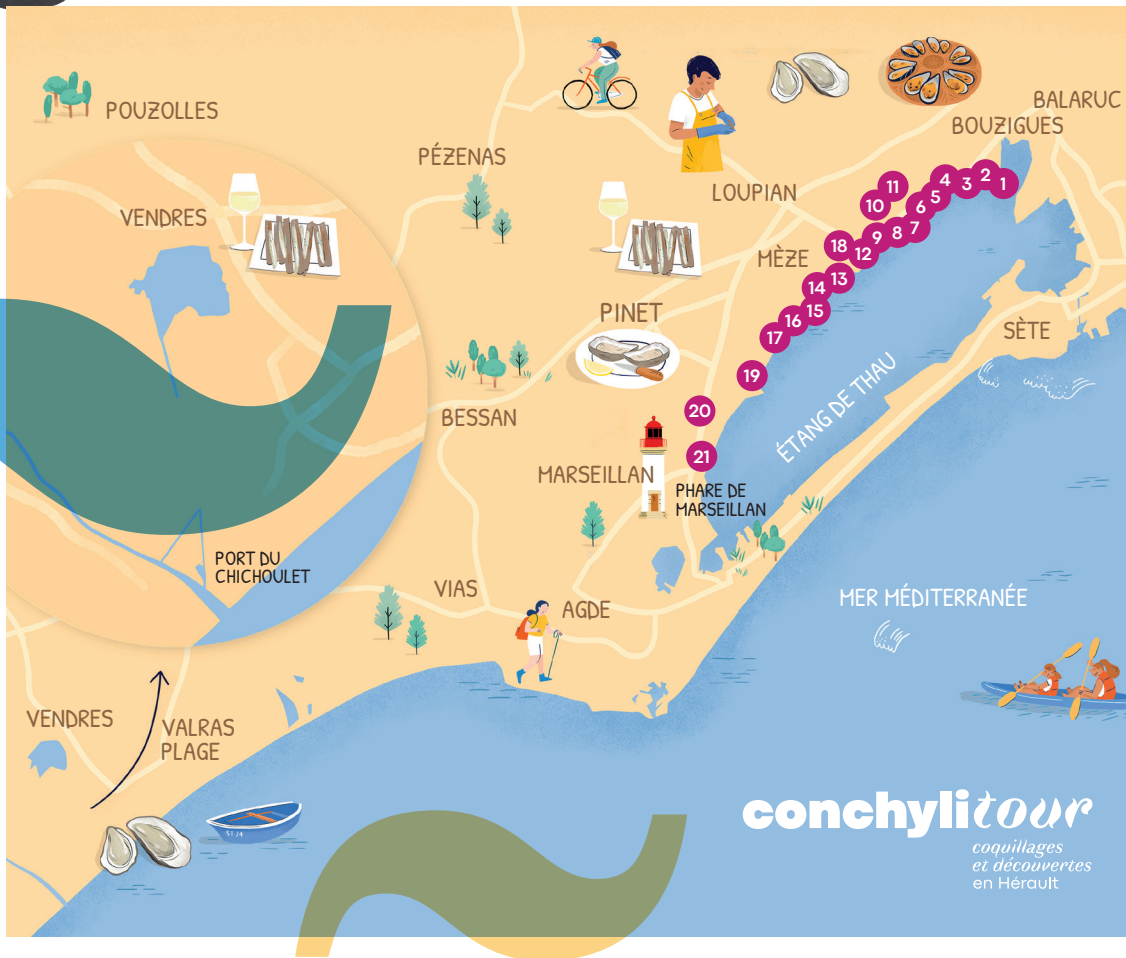 POUZOLLES
PÉZENAS
BALARUC
BOUZIGUES
LOUPIAN
VENDRES
MÈZE
PINET
SÈTE
BESSAN
ÉTANG DE THAU
MARSEILLAN
PHARE DE
MARSEILLAN
PORT DU
CHICHOULET
VIAS
AGDE
MER MÉDITERRANÉE
VENDRES
VALRAS
PLAGE
1
2
3
4
5
6
7
8
9
10
11
12
13
14
15
16
17
18
19
20
21
conchylitour
coquillages
et découvertes
en Hérault